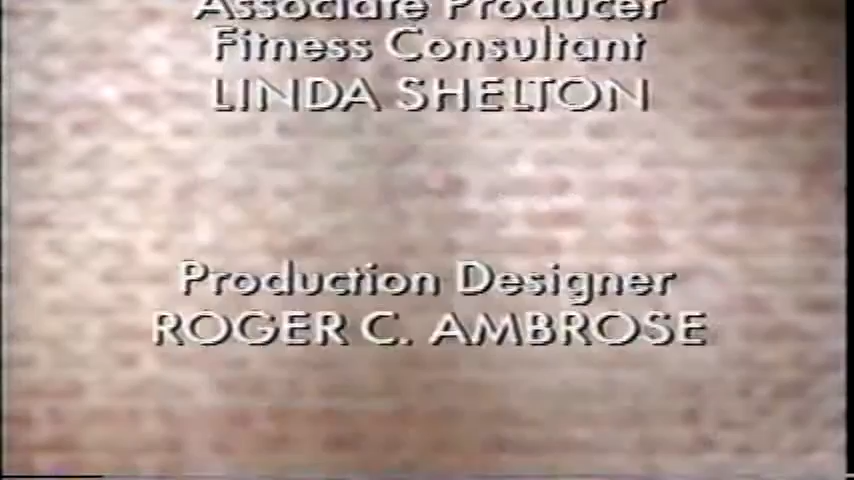 Associate Producer
Fitness Consultant
LINDA SHELTON
Production Designer
ROGER C. AMBROSE